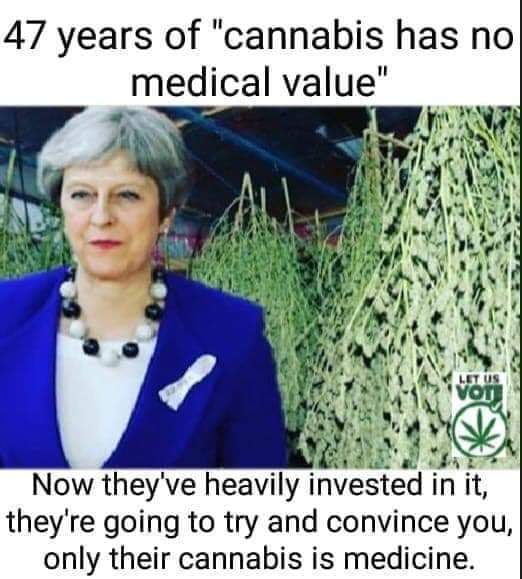 47 years of "cannabis has no
medical value"
LET US
VOTE
Now they've heavily invested in it,
they're going to try and convince you,
only their cannabis is medicine.